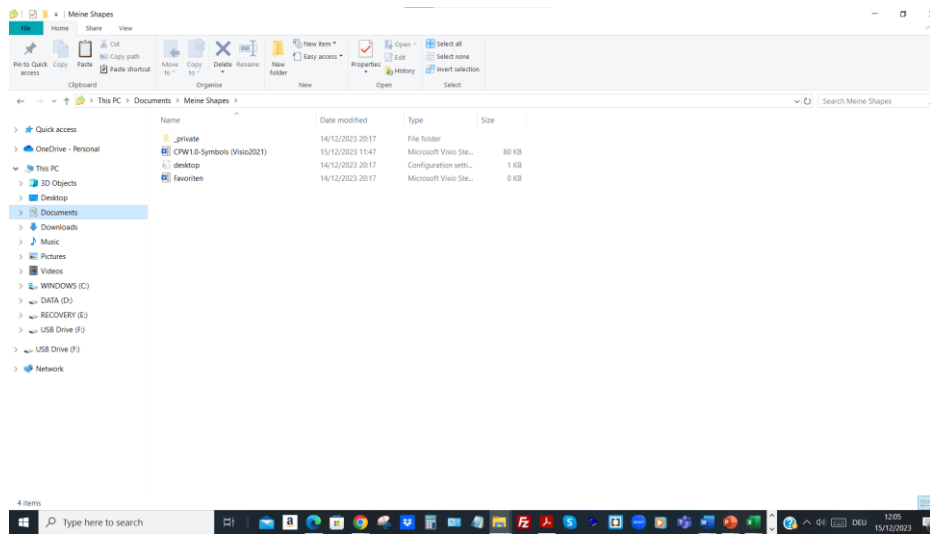 Meine Shapes
File Home Share View
Pin to Quick access
Copy
Paste
Cut
Copy path
Paste shortcut
Move to
Copy to
Delete
Rename
New folder
New item
Easy access
Properties
Open
Edit
History
Select all
Select none
Invert selection
Clipboard Organise New Open Select
This PC > Documents > Meine Shapes >
Search Meine Shapes
Name Date modified Type Size
Quick access
OneDrive - Personal
This PC
3D Objects
Desktop
Documents
Downloads
Music
Pictures
Videos
WINDOWS (C:)
DATA (D:)
RECOVERY (E:)
USB Drive (F:)
USB Drive (F:)
Network
_private 14/12/2023 20:17 File folder
CPW1.0-Symbols (Visio2021) 15/12/2023 11:47 Microsoft Visio Ste... 80 KB
desktop 14/12/2023 20:17 Configuration setti... 1 KB
Favoriten 14/12/2023 20:17 Microsoft Visio Ste... 0 KB
4 items
Type here to search
DEU
12:05
15/12/2023